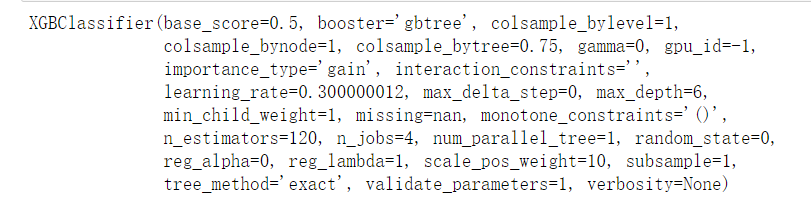 XGBClassifier(base_score=0.5, booster='gbtree', colsample_bylevel=1,
colsample_bynode=1, colsample_bytree=0.75, gamma=0, gpu_id=-1,
importance_type='gain', interaction_constraints='',
learning_rate=0.300000012, max_delta_step=0, max_depth=6,
min_child_weight=1, missing=nan, monotone_constraints='()',
n_estimators=120, n_jobs=4, num_parallel_tree=1, random_state=0,
reg_alpha=0, reg_lambda=1, scale_pos_weight=10, subsample=1,
tree_method='exact', validate_parameters=1, verbosity=None)